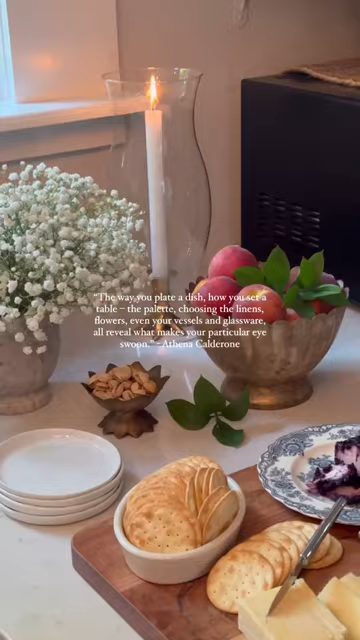 "The way you plate a dish, how you set a
table – the palette, choosing the linens,
flowers, even your vessels and glassware,
all reveal what makes your particular eye
swoon." - Athena Calderone